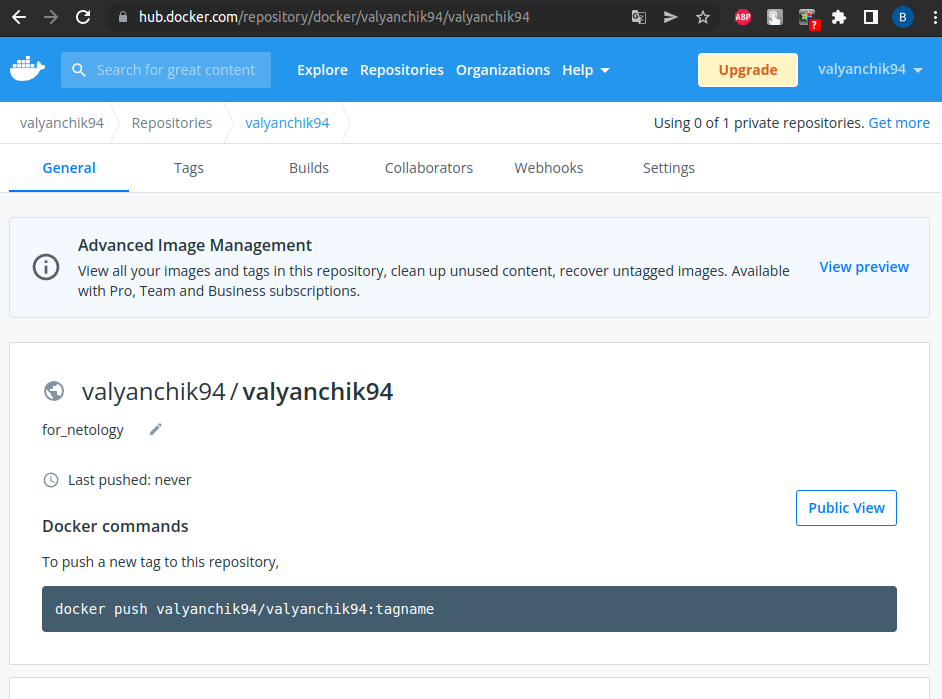 hub.docker.com/repository/docker/valyanchik94/valyanchik94
ABP
?
B
Search for great content
Explore Repositories Organizations Help
Upgrade
valyanchik94
valyanchik94 Repositories valyanchik94
Using 0 of 1 private repositories. Get more
General Tags Builds Collaborators Webhooks Settings
Advanced Image Management
View all your images and tags in this repository, clean up unused content, recover untagged images. Available
with Pro, Team and Business subscriptions.
View preview
valyanchik94 / valyanchik94
for_netology
Last pushed: never
Public View
Docker commands
To push a new tag to this repository,
docker push valyanchik94/valyanchik94:tagname